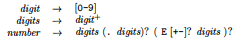 digit → [0-9]
digits → digit⁺
number → digits (. digits)? ( E [+-]? digits )?